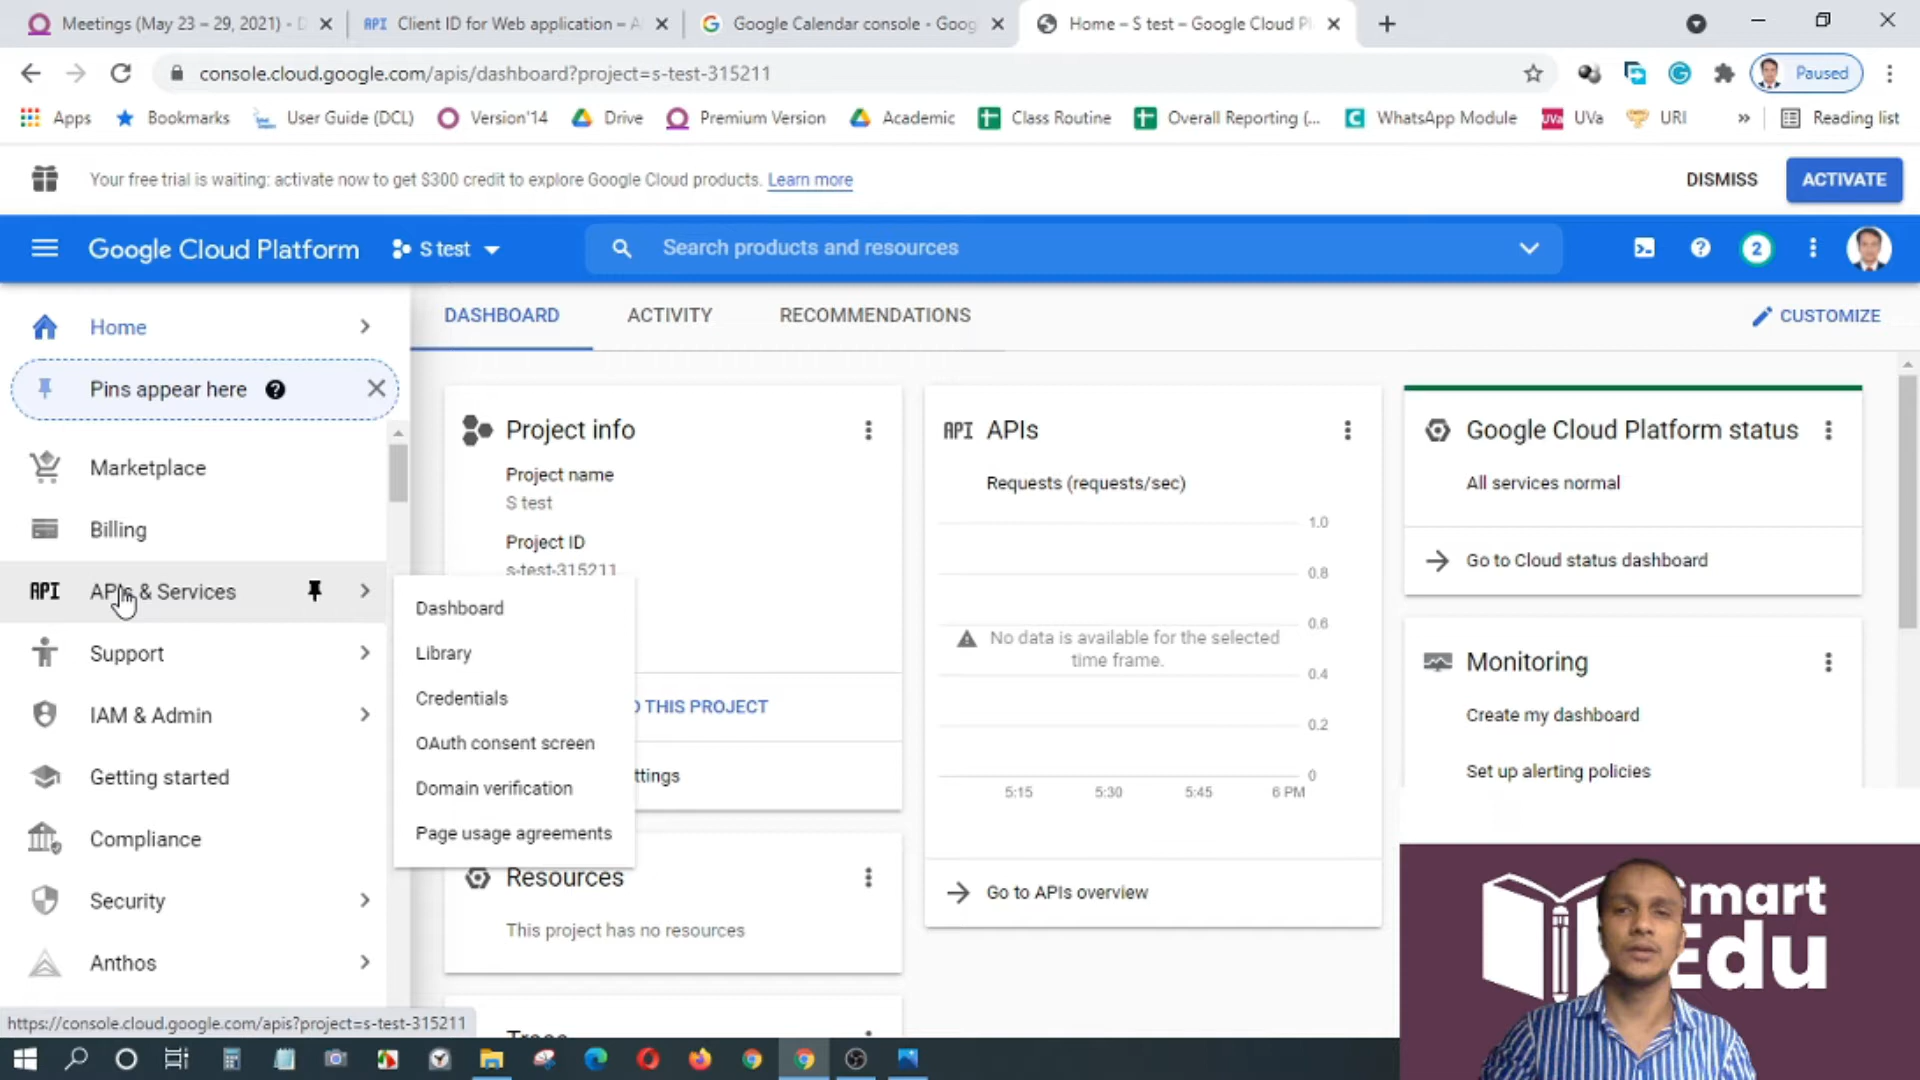 Meetings (May 23 – 29, 2021) - D
API Client ID for Web application – A
Google Calendar console - Goog
Home – S test – Google Cloud Pl
console.cloud.google.com/apis/dashboard?project=s-test-315211
Paused
Apps
Bookmarks
User Guide (DCL)
Version'14
Drive
Premium Version
Academic
Class Routine
Overall Reporting (...
WhatsApp Module
UVa UVa
URI
»
Reading list
Your free trial is waiting: activate now to get $300 credit to explore Google Cloud products. Learn more
DISMISS
ACTIVATE
Google Cloud Platform
S test
Search products and resources
2
Home
Pins appear here
Marketplace
Billing
API APIs & Services
Support
IAM & Admin
Getting started
Compliance
Security
Anthos
Dashboard
Library
Credentials
OAuth consent screen
Domain verification
Page usage agreements
DASHBOARD
ACTIVITY
RECOMMENDATIONS
CUSTOMIZE
Project info
Project name
S test
Project ID
s-test-315211
THIS PROJECT
ttings
Resources
This project has no resources
Trace
API APIs
Requests (requests/sec)
1.0
0.8
0.6
0.4
0.2
0
No data is available for the selected
time frame.
5:15 5:30 5:45 6 PM
Go to APIs overview
Google Cloud Platform status
All services normal
Go to Cloud status dashboard
Monitoring
Create my dashboard
Set up alerting policies
Smart
Edu
https://console.cloud.google.com/apis?project=s-test-315211